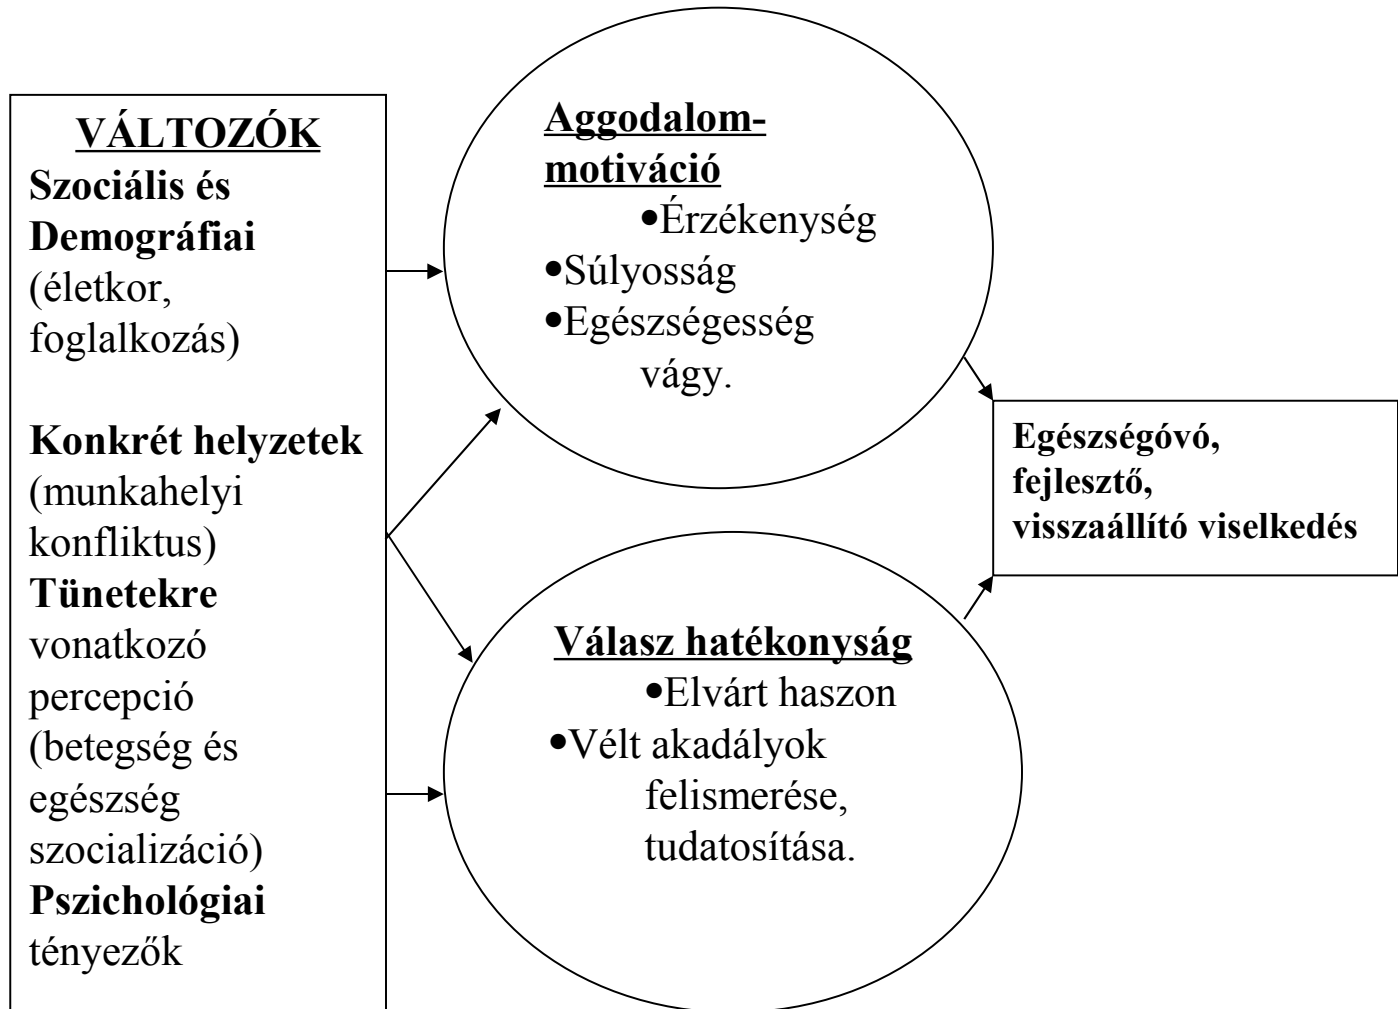 VÁLTOZÓK
Szociális és
Demográfiai
(életkor,
foglalkozás)
Konkrét helyzetek
(munkahelyi
konfliktus)
Tünetekre
vonatkozó
percepció
(betegség és
egészség
szocializáció)
Pszichológiai
tényezők
Aggodalom-
motiváció
•Érzékenység
•Súlyosság
•Egészségesség
vágy.
Válasz hatékonyság
•Elvárt haszon
•Vélt akadályok
felismerése,
tudatosítása.
Egészségóvó,
fejlesztő,
visszaállító viselkedés